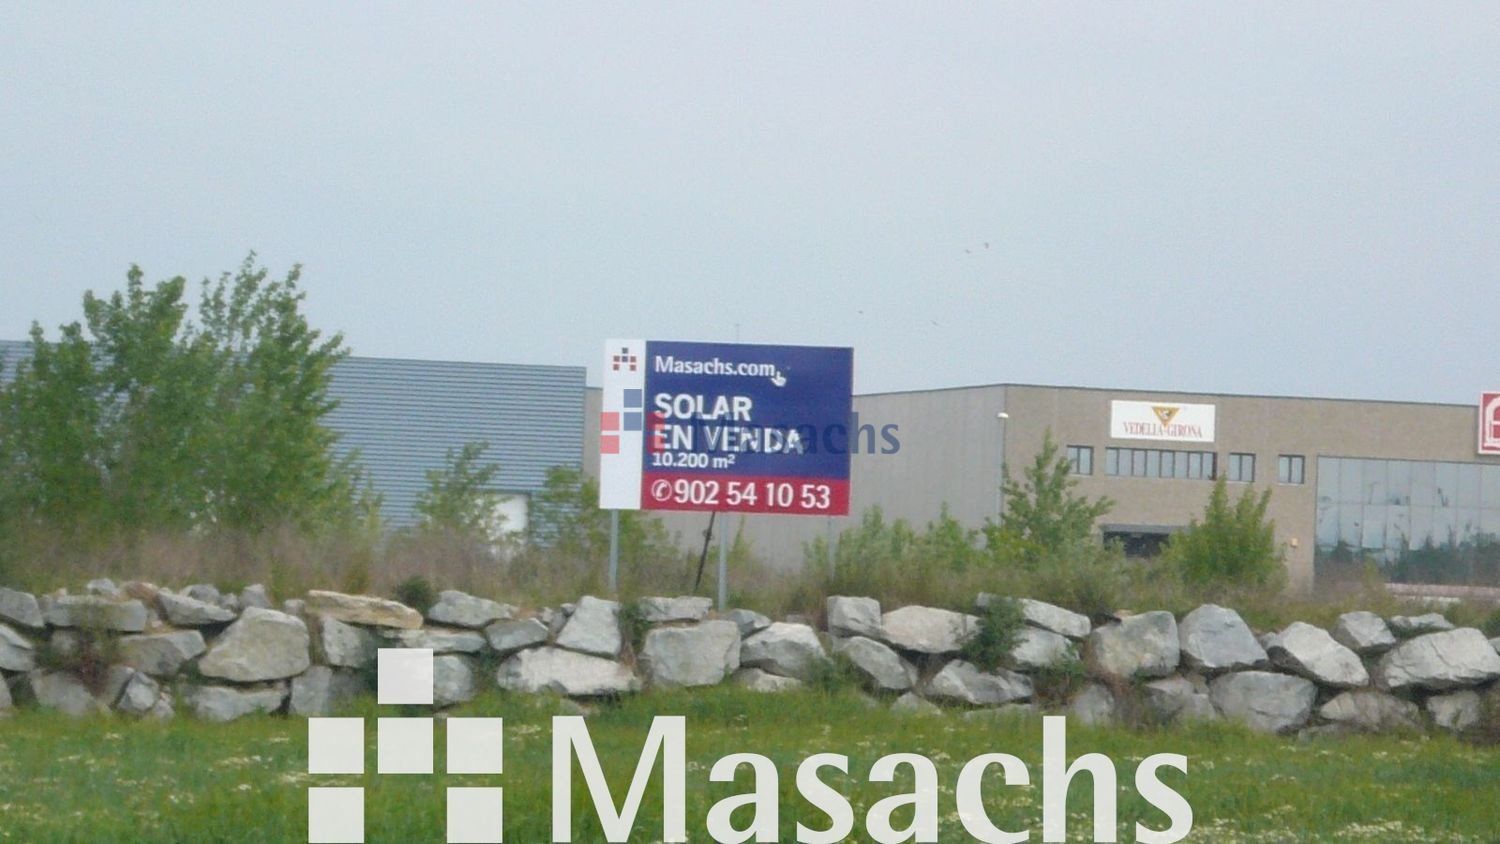 Masachs.com
SOLAR
EN VENDA
10.200 m²
✆902 54 10 53
Masachs
VEDELLA-GIRONA
Masachs